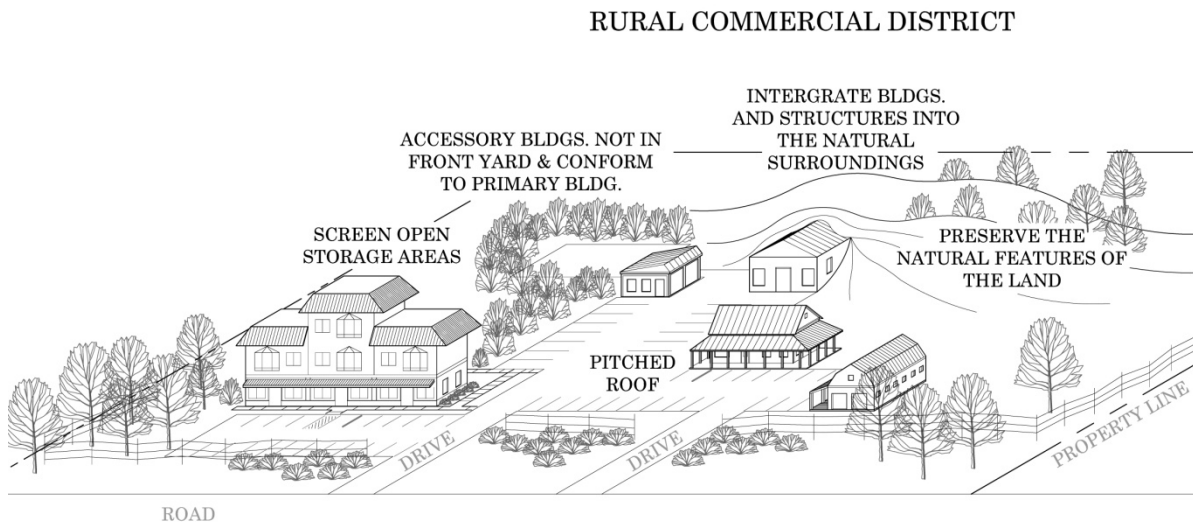 RURAL COMMERCIAL DISTRICT
INTERGRATE BLDGS.
AND STRUCTURES INTO
THE NATURAL
SURROUNDINGS
ACCESSORY BLDGS. NOT IN
FRONT YARD & CONFORM
TO PRIMARY BLDG.
SCREEN OPEN
STORAGE AREAS
PRESERVE THE
NATURAL FEATURES OF
THE LAND
PITCHED
ROOF
DRIVE
DRIVE
PROPERTY LINE
ROAD